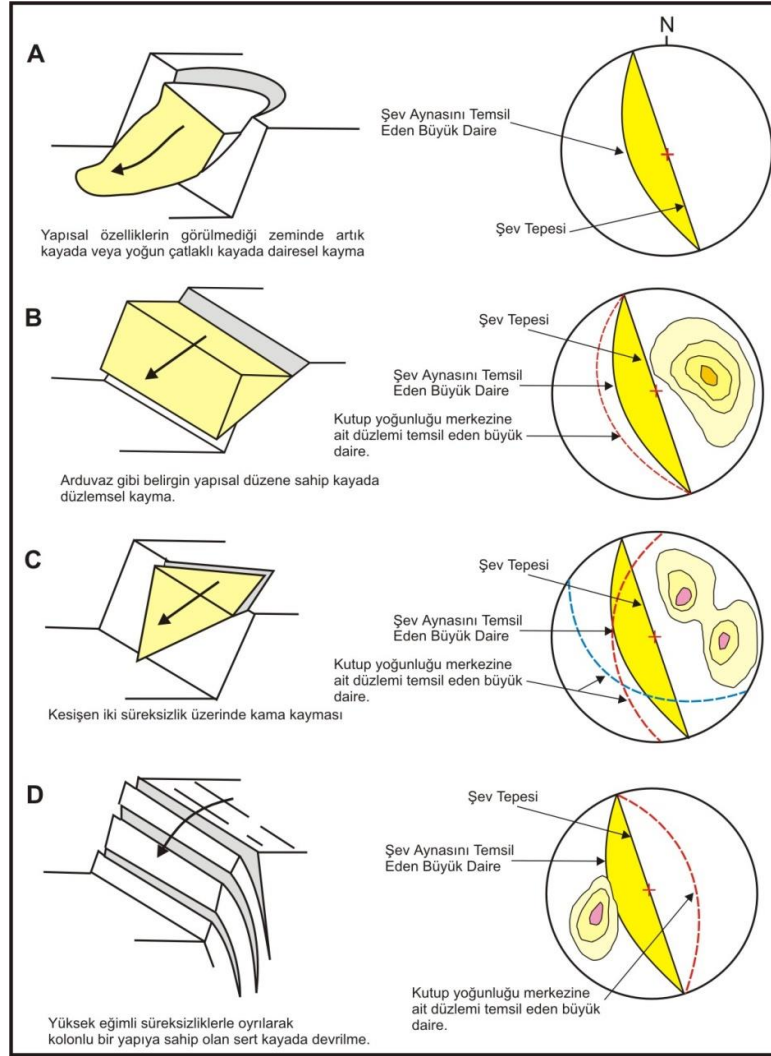 A
N
Şev Aynasını Temsil
Eden Büyük Daire
Şev Tepesi
Yapısal özelliklerin görülmediği zeminde artık
kayada veya yoğun çatlaklı kayada dairesel kayma
B
Şev Tepesi
Şev Aynasını Temsil
Eden Büyük Daire
Kutup yoğunluğu merkezine
ait düzlemi temsil eden büyük
daire.
Arduvaz gibi belirgin yapısal düzene sahip kayada
düzlemsel kayma.
C
Şev Tepesi
Şev Aynasını Temsil
Eden Büyük Daire
Kutup yoğunluğu merkezine
ait düzlemi temsil eden büyük
daire.
Kesişen iki süreksizlik üzerinde kama kayması
D
Şev Tepesi
Şev Aynasını Temsil
Eden Büyük Daire
Kutup yoğunluğu merkezine
ait düzlemi temsil eden büyük
daire.
Yüksek eğimli süreksizliklerle oyrılarak
kolonlu bir yapıya sahip olan sert kayada devrilme.